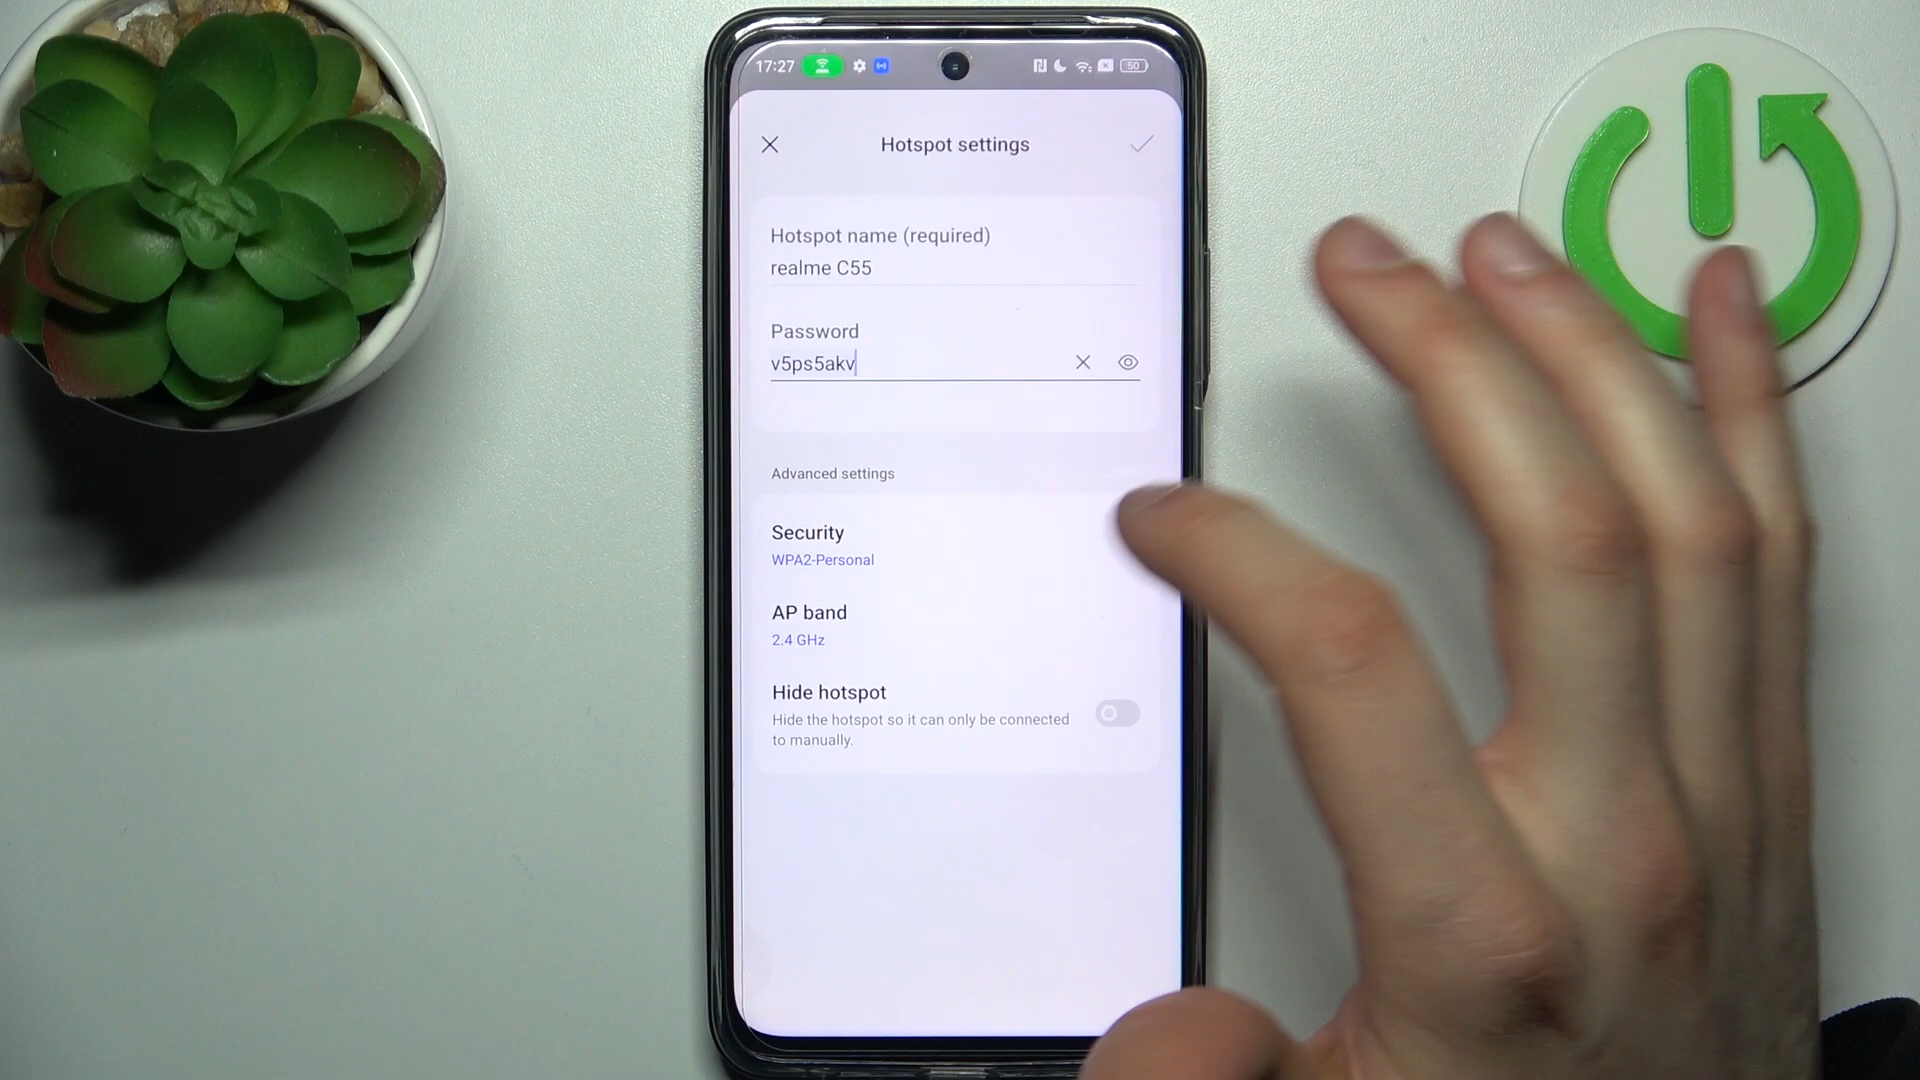 17:27 50
Hotspot settings
Hotspot name (required)
realme C55
Password
v5ps5akv
Advanced settings
Security
WPA2-Personal
AP band
2.4 GHz
Hide hotspot
Hide the hotspot so it can only be connected
to manually.